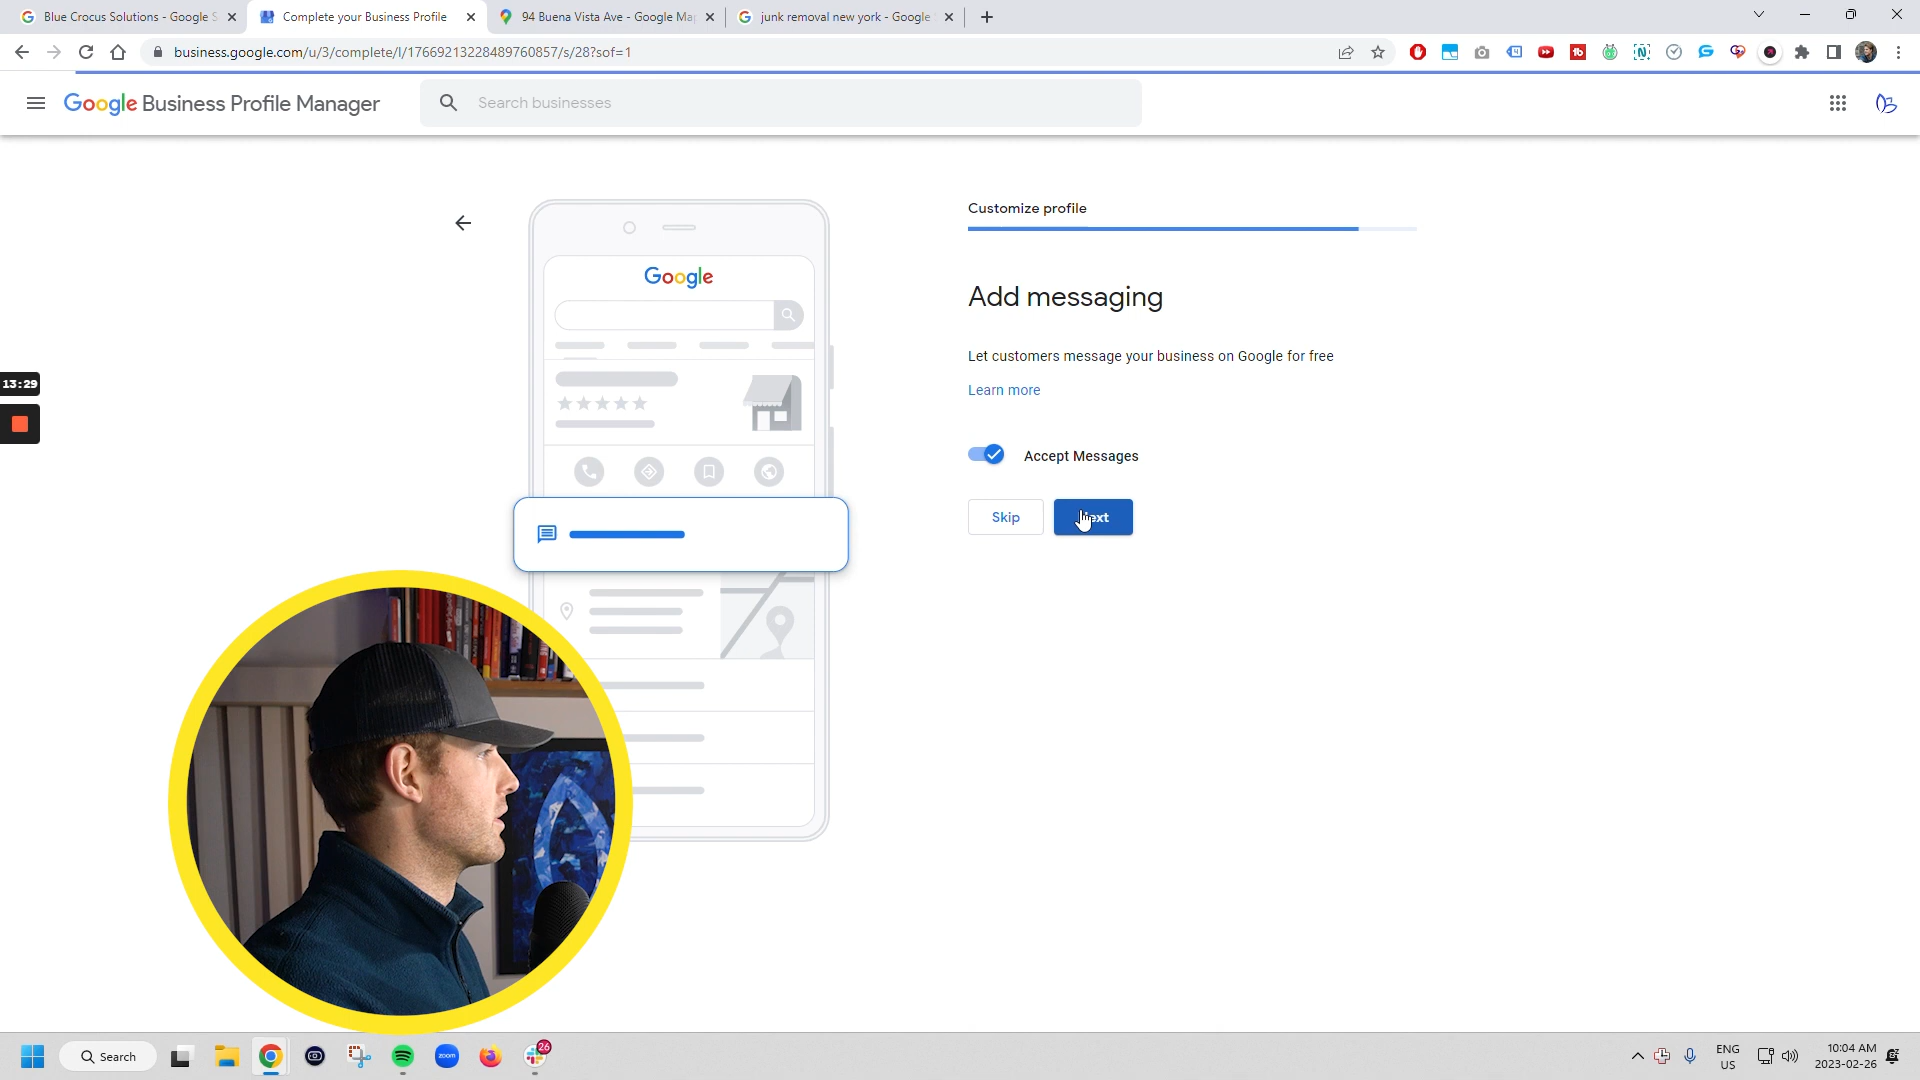 Blue Crocus Solutions - Google S
Complete your Business Profile
94 Buena Vista Ave - Google Ma
junk removal new york - Google
business.google.com/u/3/complete/l/17669213228489760857/s/28?sof=1
Google Business Profile Manager
Search businesses
Customize profile
Google
Add messaging
Let customers message your business on Google for free
Learn more
13:29
Accept Messages
Skip
Search
zoom
26
ENG
US
10:04 AM
2023-02-26